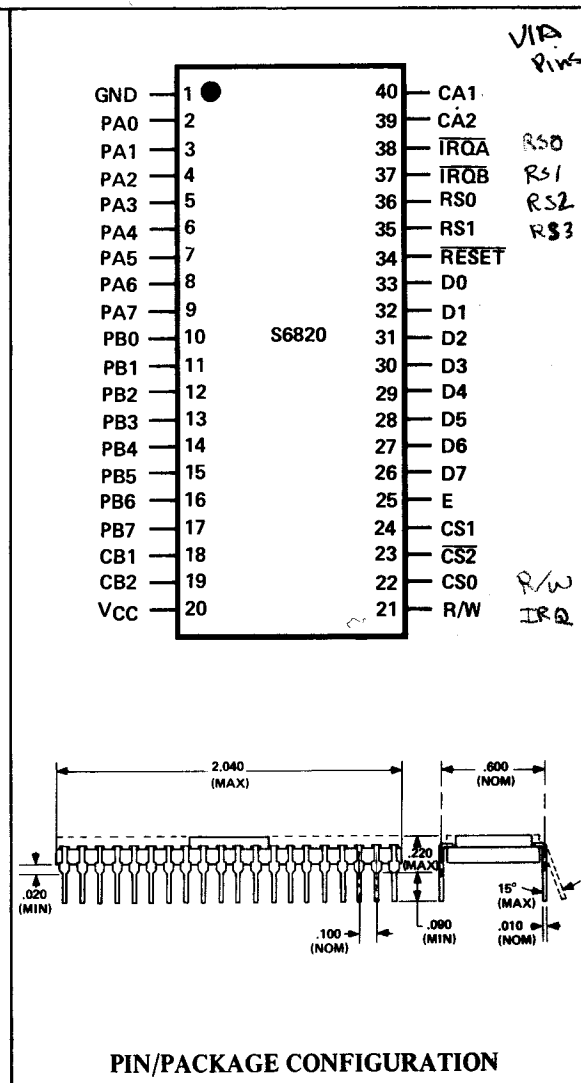 VIA
Pins
GND 1 40 CA1
PA0 2 39 CA2
PA1 3 38 IRQA RS0
PA2 4 37 IRQB RS1
PA3 5 36 RS0 RS2
PA4 6 35 RS1 RS3
PA5 7 34 RESET
PA6 8 33 D0
PA7 9 32 D1
PB0 10 S6820 31 D2
PB1 11 30 D3
PB2 12 29 D4
PB3 13 28 D5
PB4 14 27 D6
PB5 15 26 D7
PB6 16 25 E
PB7 17 24 CS1
CB1 18 23 CS2
CB2 19 22 CS0 R/W
VCC 20 21 R/W IRQ
2.040
(MAX)
.600
(NOM)
.020
(MIN)
.220
(MAX)
.100
(NOM)
.090
(MIN)
15°
(MAX)
.010
(NOM)
PIN/PACKAGE CONFIGURATION